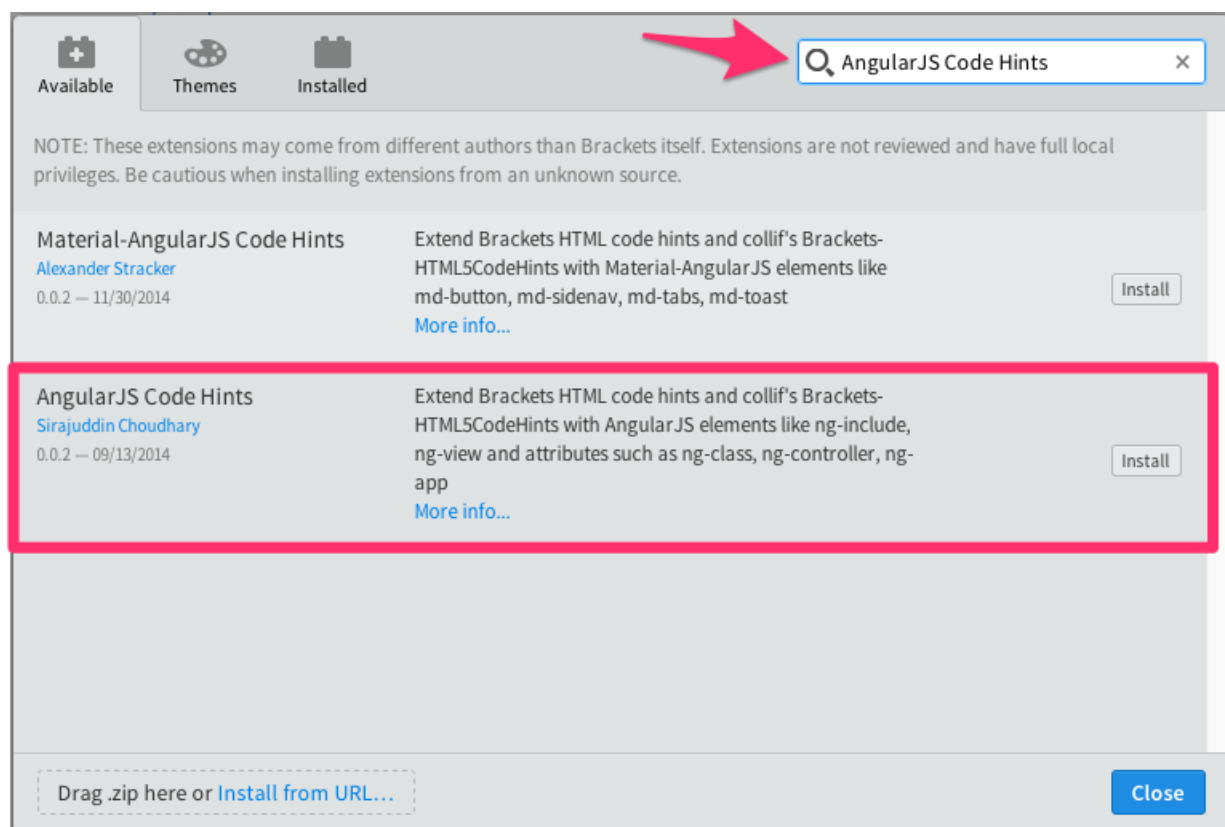 Available
Themes
Installed
AngularJS Code Hints
NOTE: These extensions may come from different authors than Brackets itself. Extensions are not reviewed and have full local
privileges. Be cautious when installing extensions from an unknown source.
Material-AngularJS Code Hints
Alexander Stracker
0.0.2 — 11/30/2014
Extend Brackets HTML code hints and collif's Brackets-
HTML5CodeHints with Material-AngularJS elements like
md-button, md-sidenav, md-tabs, md-toast
More info...
Install
AngularJS Code Hints
Sirajuddin Choudhary
0.0.2 — 09/13/2014
Extend Brackets HTML code hints and collif's Brackets-
HTML5CodeHints with AngularJS elements like ng-include,
ng-view and attributes such as ng-class, ng-controller, ng-
app
More info...
Install
Drag .zip here or Install from URL...
Close